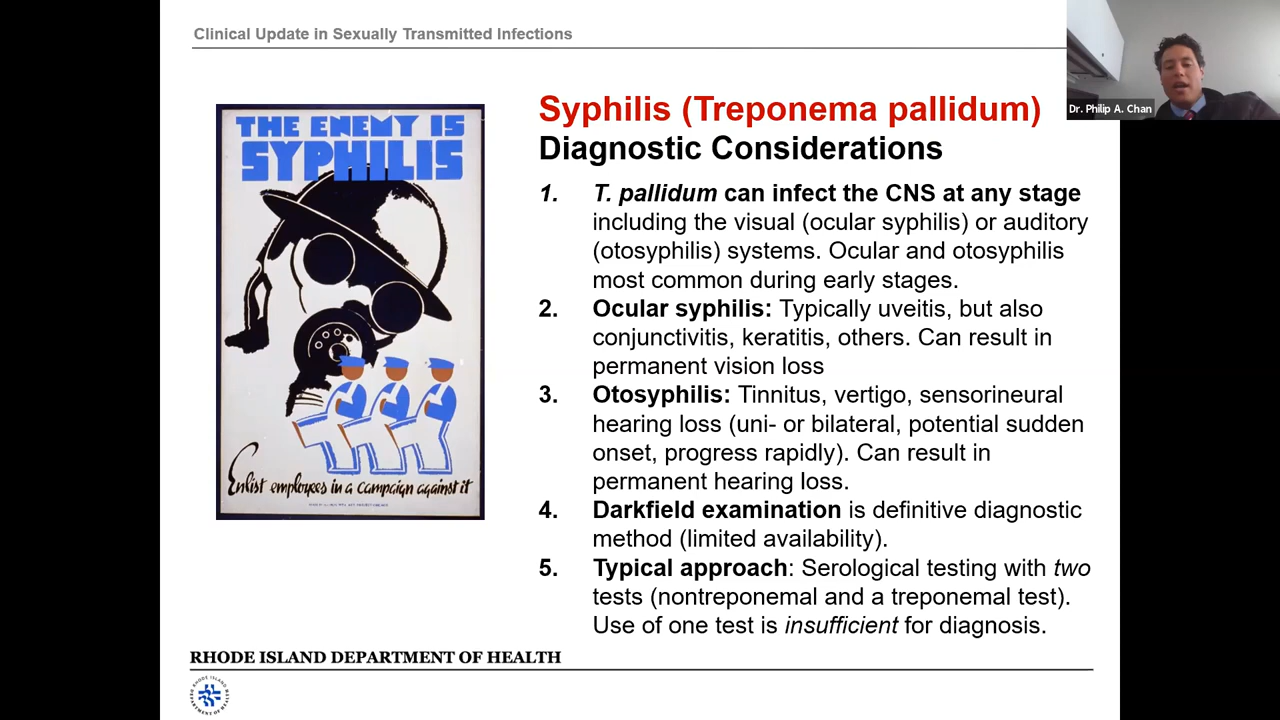 Clinical Update in Sexually Transmitted Infections
Dr. Philip A. Chan
THE ENEMY IS
SYPHILIS
Enlist employees in a campaign against it
Syphilis (Treponema pallidum)
Diagnostic Considerations
1. T. pallidum can infect the CNS at any stage
including the visual (ocular syphilis) or auditory
(otosyphilis) systems. Ocular and otosyphilis
most common during early stages.
2. Ocular syphilis: Typically uveitis, but also
conjunctivitis, keratitis, others. Can result in
permanent vision loss
3. Otosyphilis: Tinnitus, vertigo, sensorineural
hearing loss (uni- or bilateral, potential sudden
onset, progress rapidly). Can result in
permanent hearing loss.
4. Darkfield examination is definitive diagnostic
method (limited availability).
5. Typical approach: Serological testing with two
tests (nontreponemal and a treponemal test).
Use of one test is insufficient for diagnosis.
RHODE ISLAND DEPARTMENT OF HEALTH